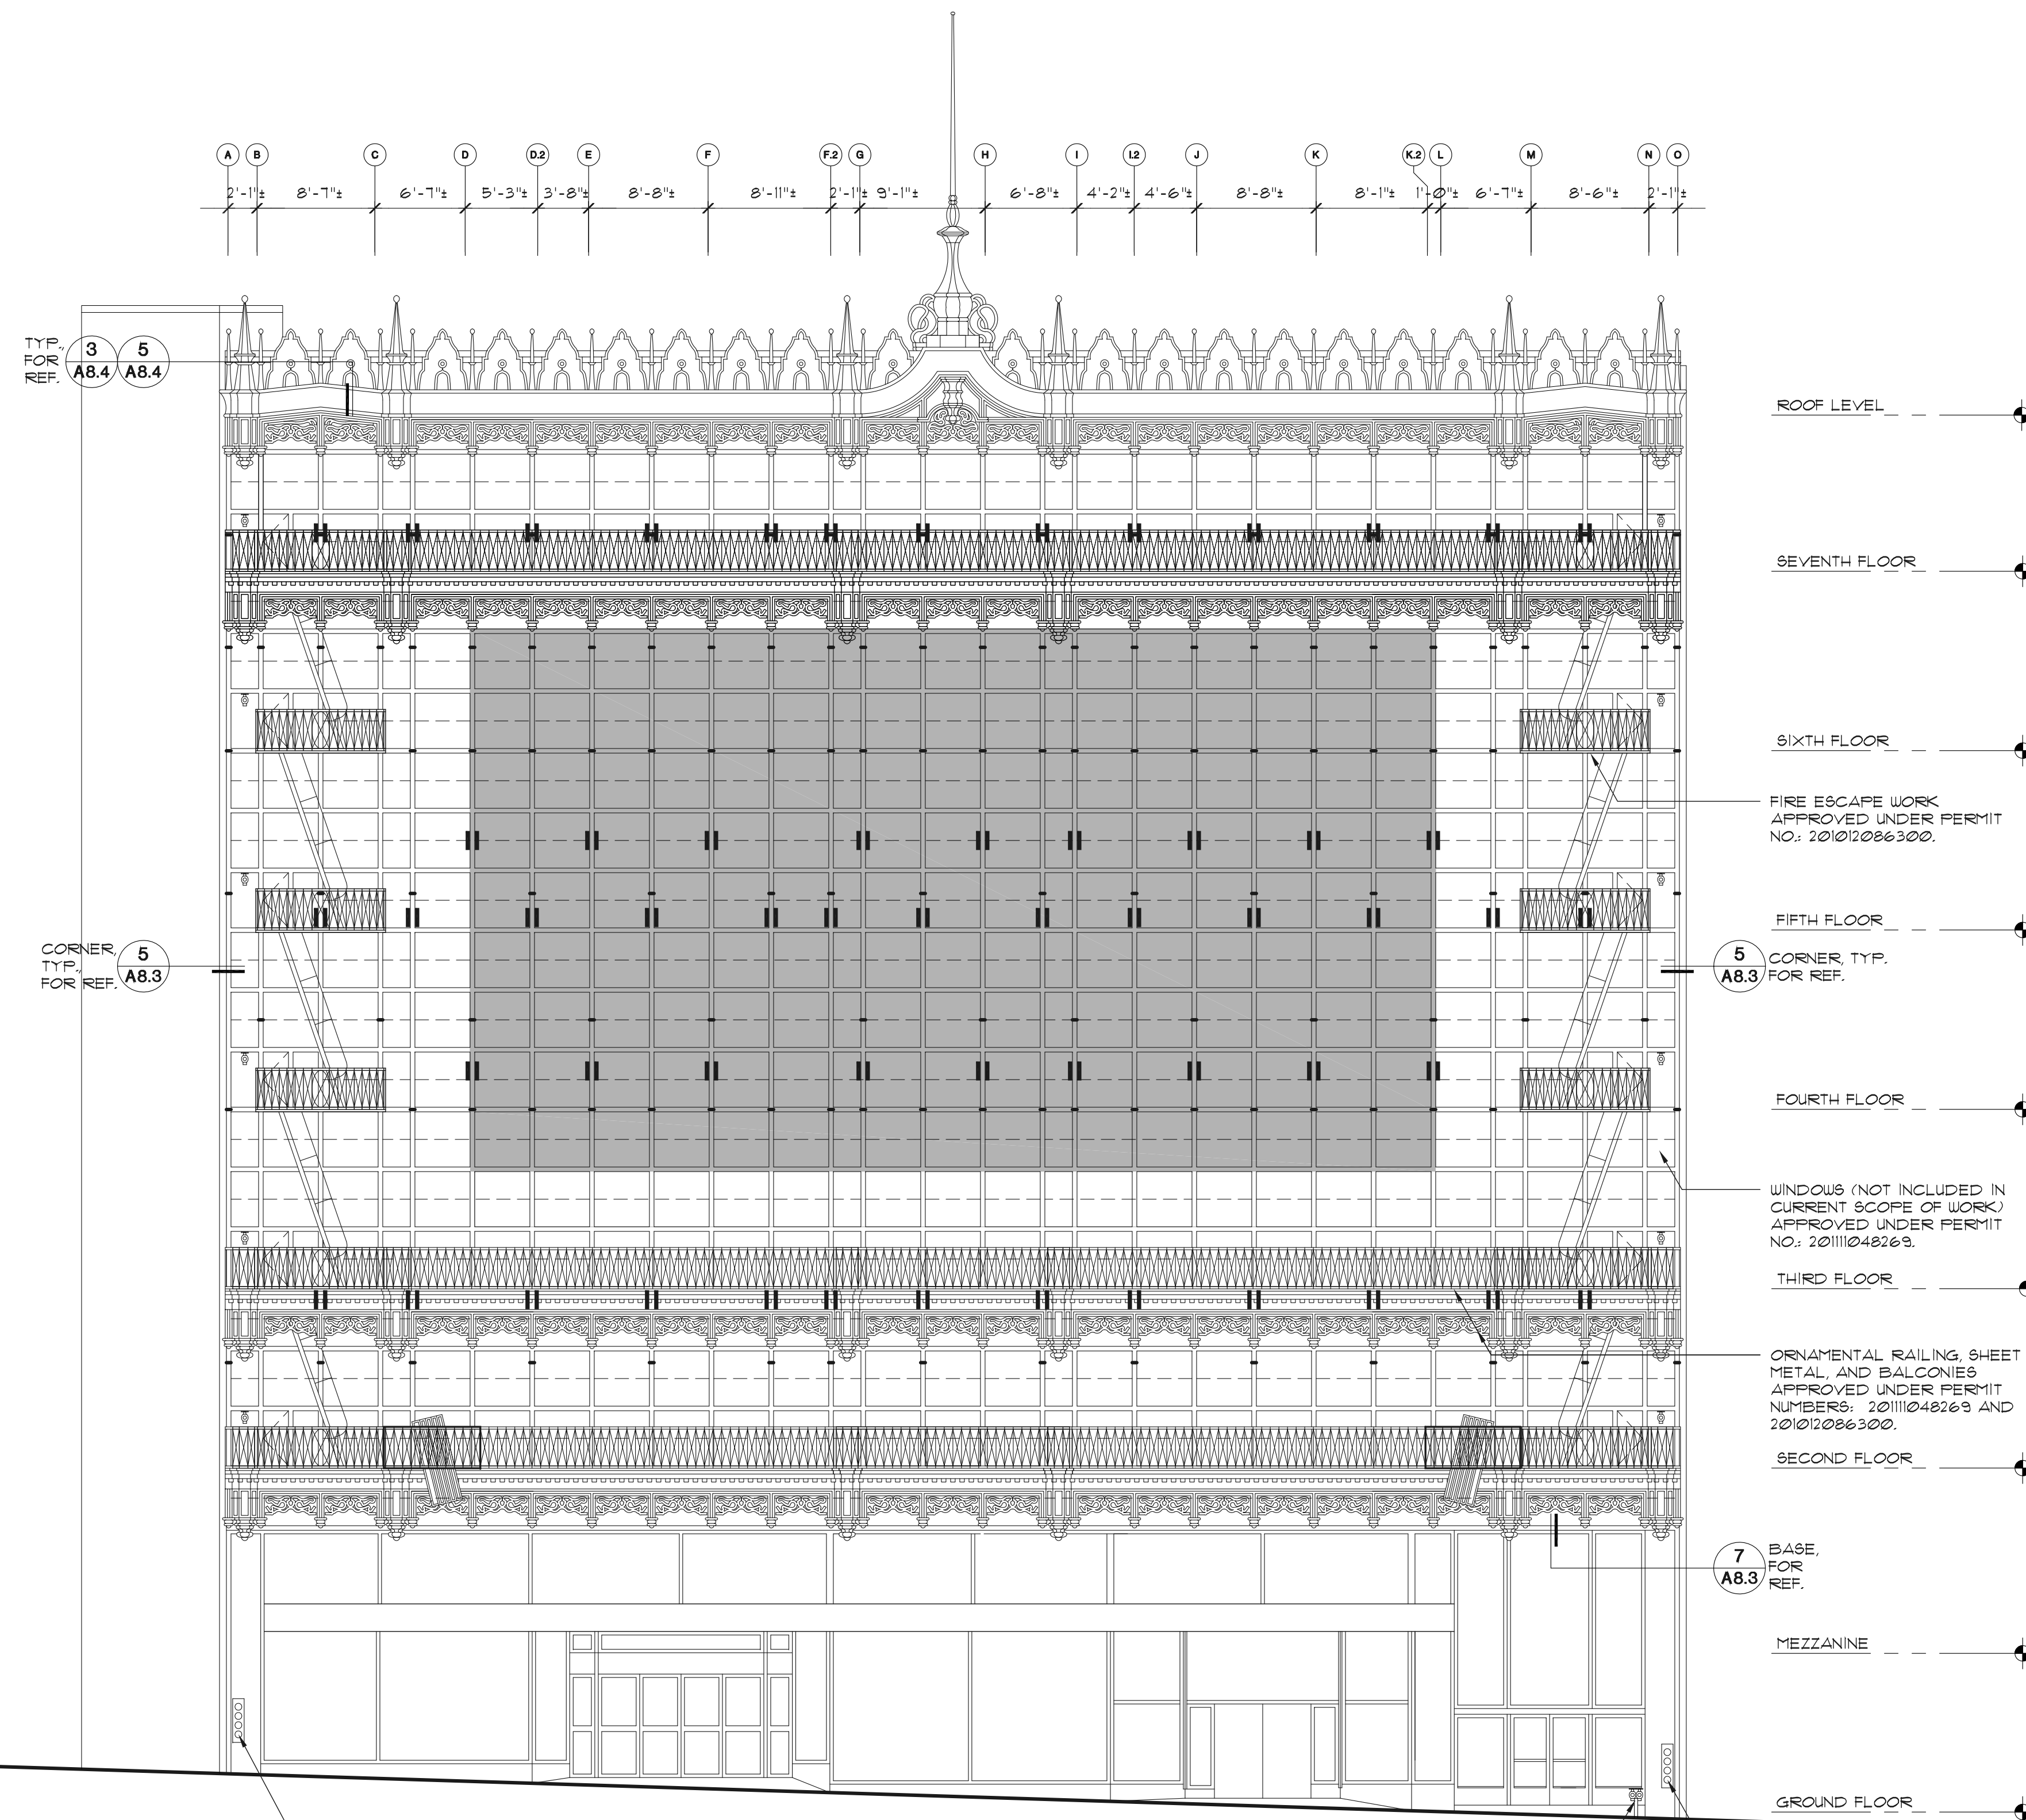 A B C D D.2 E F F.2 G H I I.2 J K K.2 L M N O
2'-1"± 8'-7"± 6'-7"± 5'-3"± 3'-8"± 8'-8"± 8'-11"± 2'-1"± 9'-1"± 6'-8"± 4'-2"± 4'-6"± 8'-8"± 8'-1"± 1'-0"± 6'-7"± 8'-6"± 2'-1"±
TYP.,
FOR
REF.
3
A8.4
5
A8.4
ROOF LEVEL
SEVENTH FLOOR
SIXTH FLOOR
FIRE ESCAPE WORK
APPROVED UNDER PERMIT
NO.: 201012086300.
FIFTH FLOOR
CORNER,
TYP.,
FOR REF.
5
A8.3
5
A8.3
CORNER, TYP.
FOR REF.
FOURTH FLOOR
WINDOWS (NOT INCLUDED IN
CURRENT SCOPE OF WORK)
APPROVED UNDER PERMIT
NO.: 201111048269.
THIRD FLOOR
ORNAMENTAL RAILING, SHEET
METAL, AND BALCONIES
APPROVED UNDER PERMIT
NUMBERS: 201111048269 AND
201012086300.
SECOND FLOOR
7
A8.3
BASE,
FOR
REF.
MEZZANINE
GROUND FLOOR